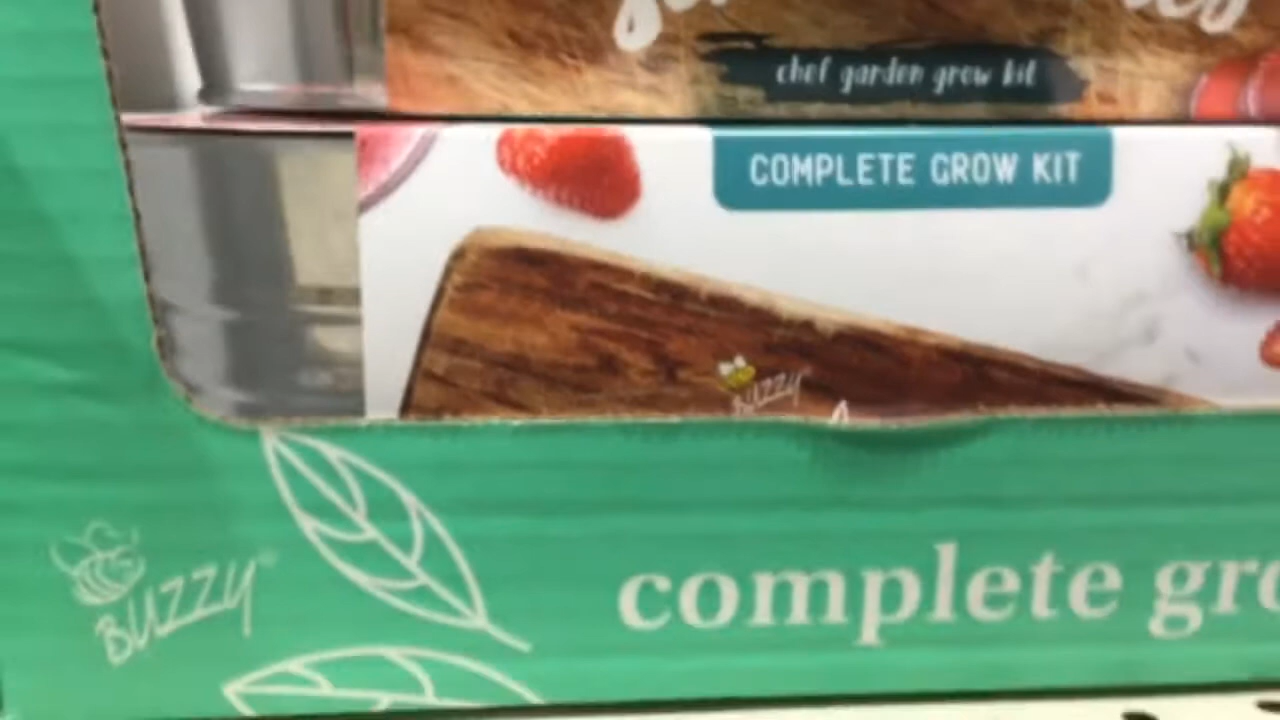 chef garden grow kit
COMPLETE GROW KIT
BUZZY
BUZZY
complete